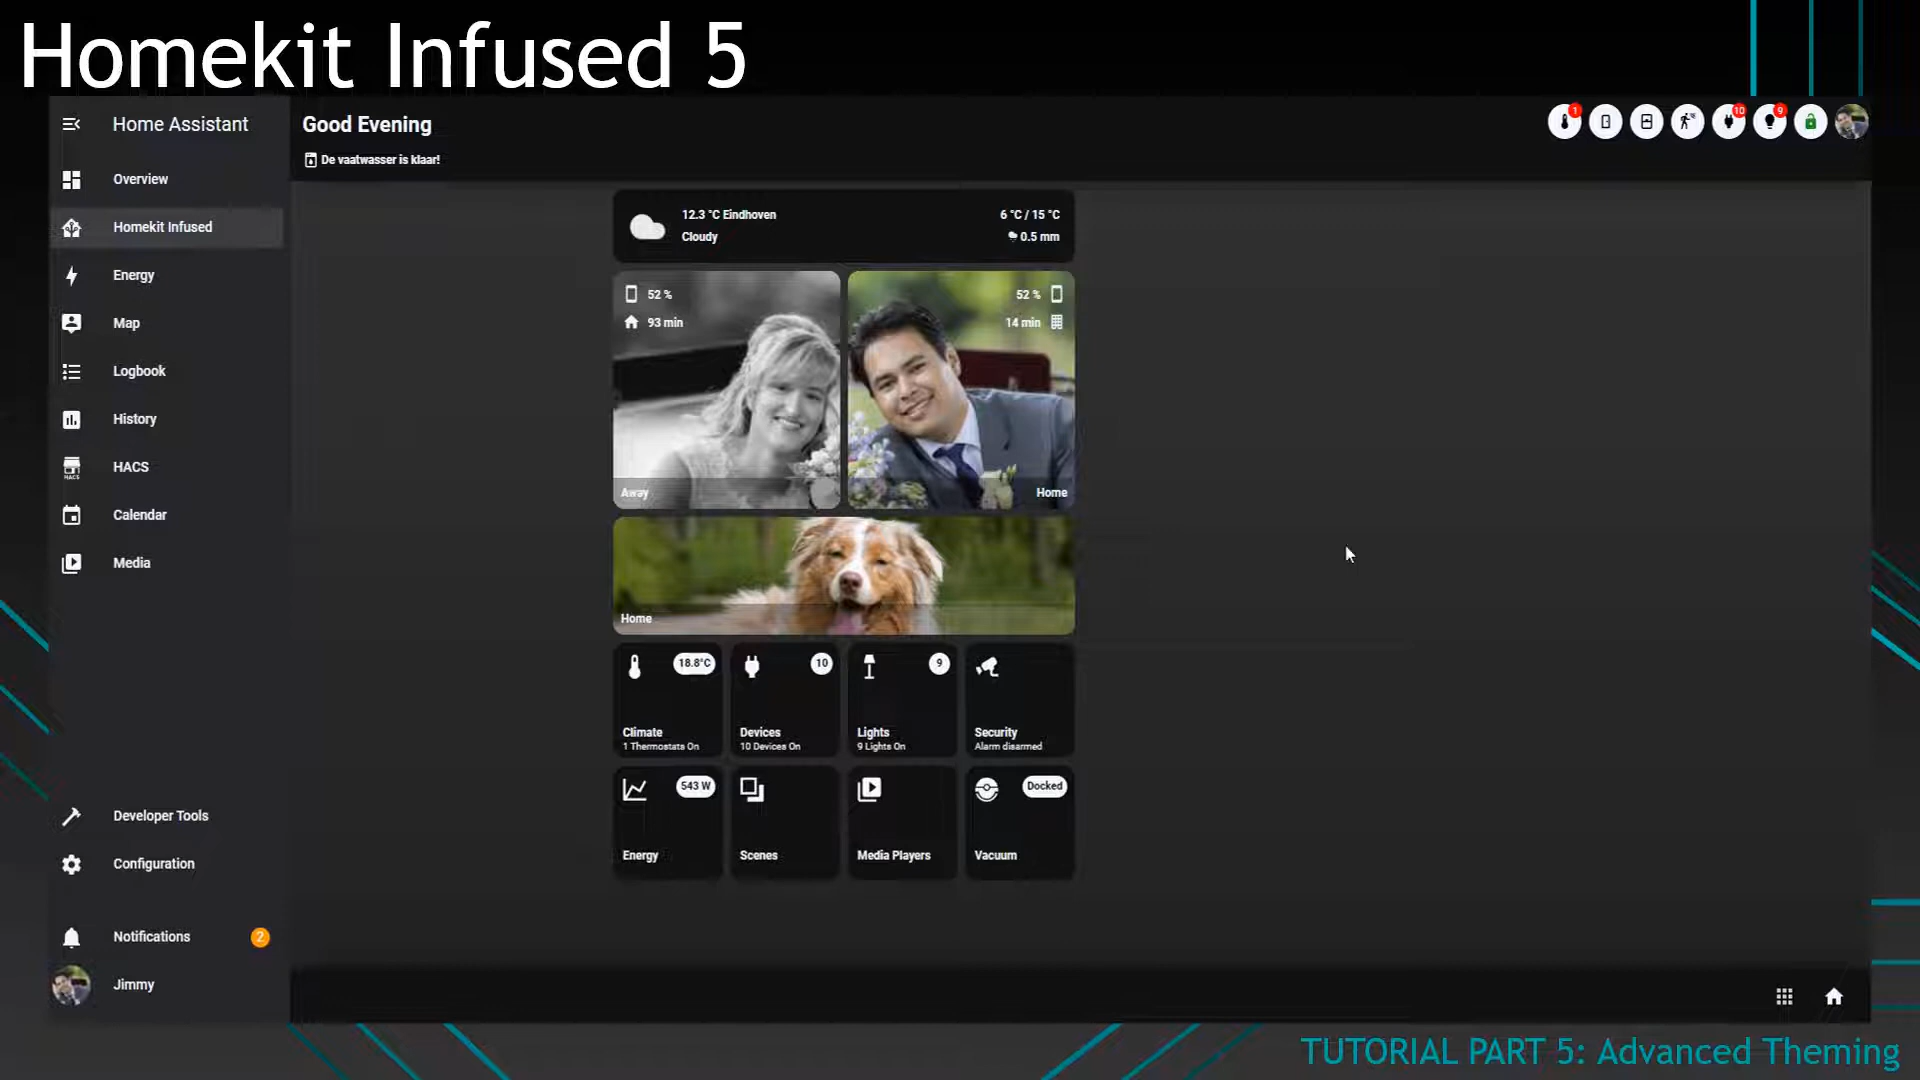 Homekit Infused 5
Home Assistant
Good Evening
De vaatwasser is klaar!
1
10
9
Overview
Homekit Infused
Energy
Map
Logbook
History
HACS
HACS
Calendar
Media
Developer Tools
Configuration
Notifications
2
Jimmy
12.3 °C Eindhoven
6 °C / 15 °C
Cloudy
0.5 mm
52 %
93 min
Away
52 %
14 min
Home
Home
18.8°C
Climate
1 Thermostats On
10
Devices
10 Devices On
9
Lights
9 Lights On
Security
Alarm disarmed
543 W
Energy
Scenes
Media Players
Docked
Vacuum
TUTORIAL PART 5: Advanced Theming